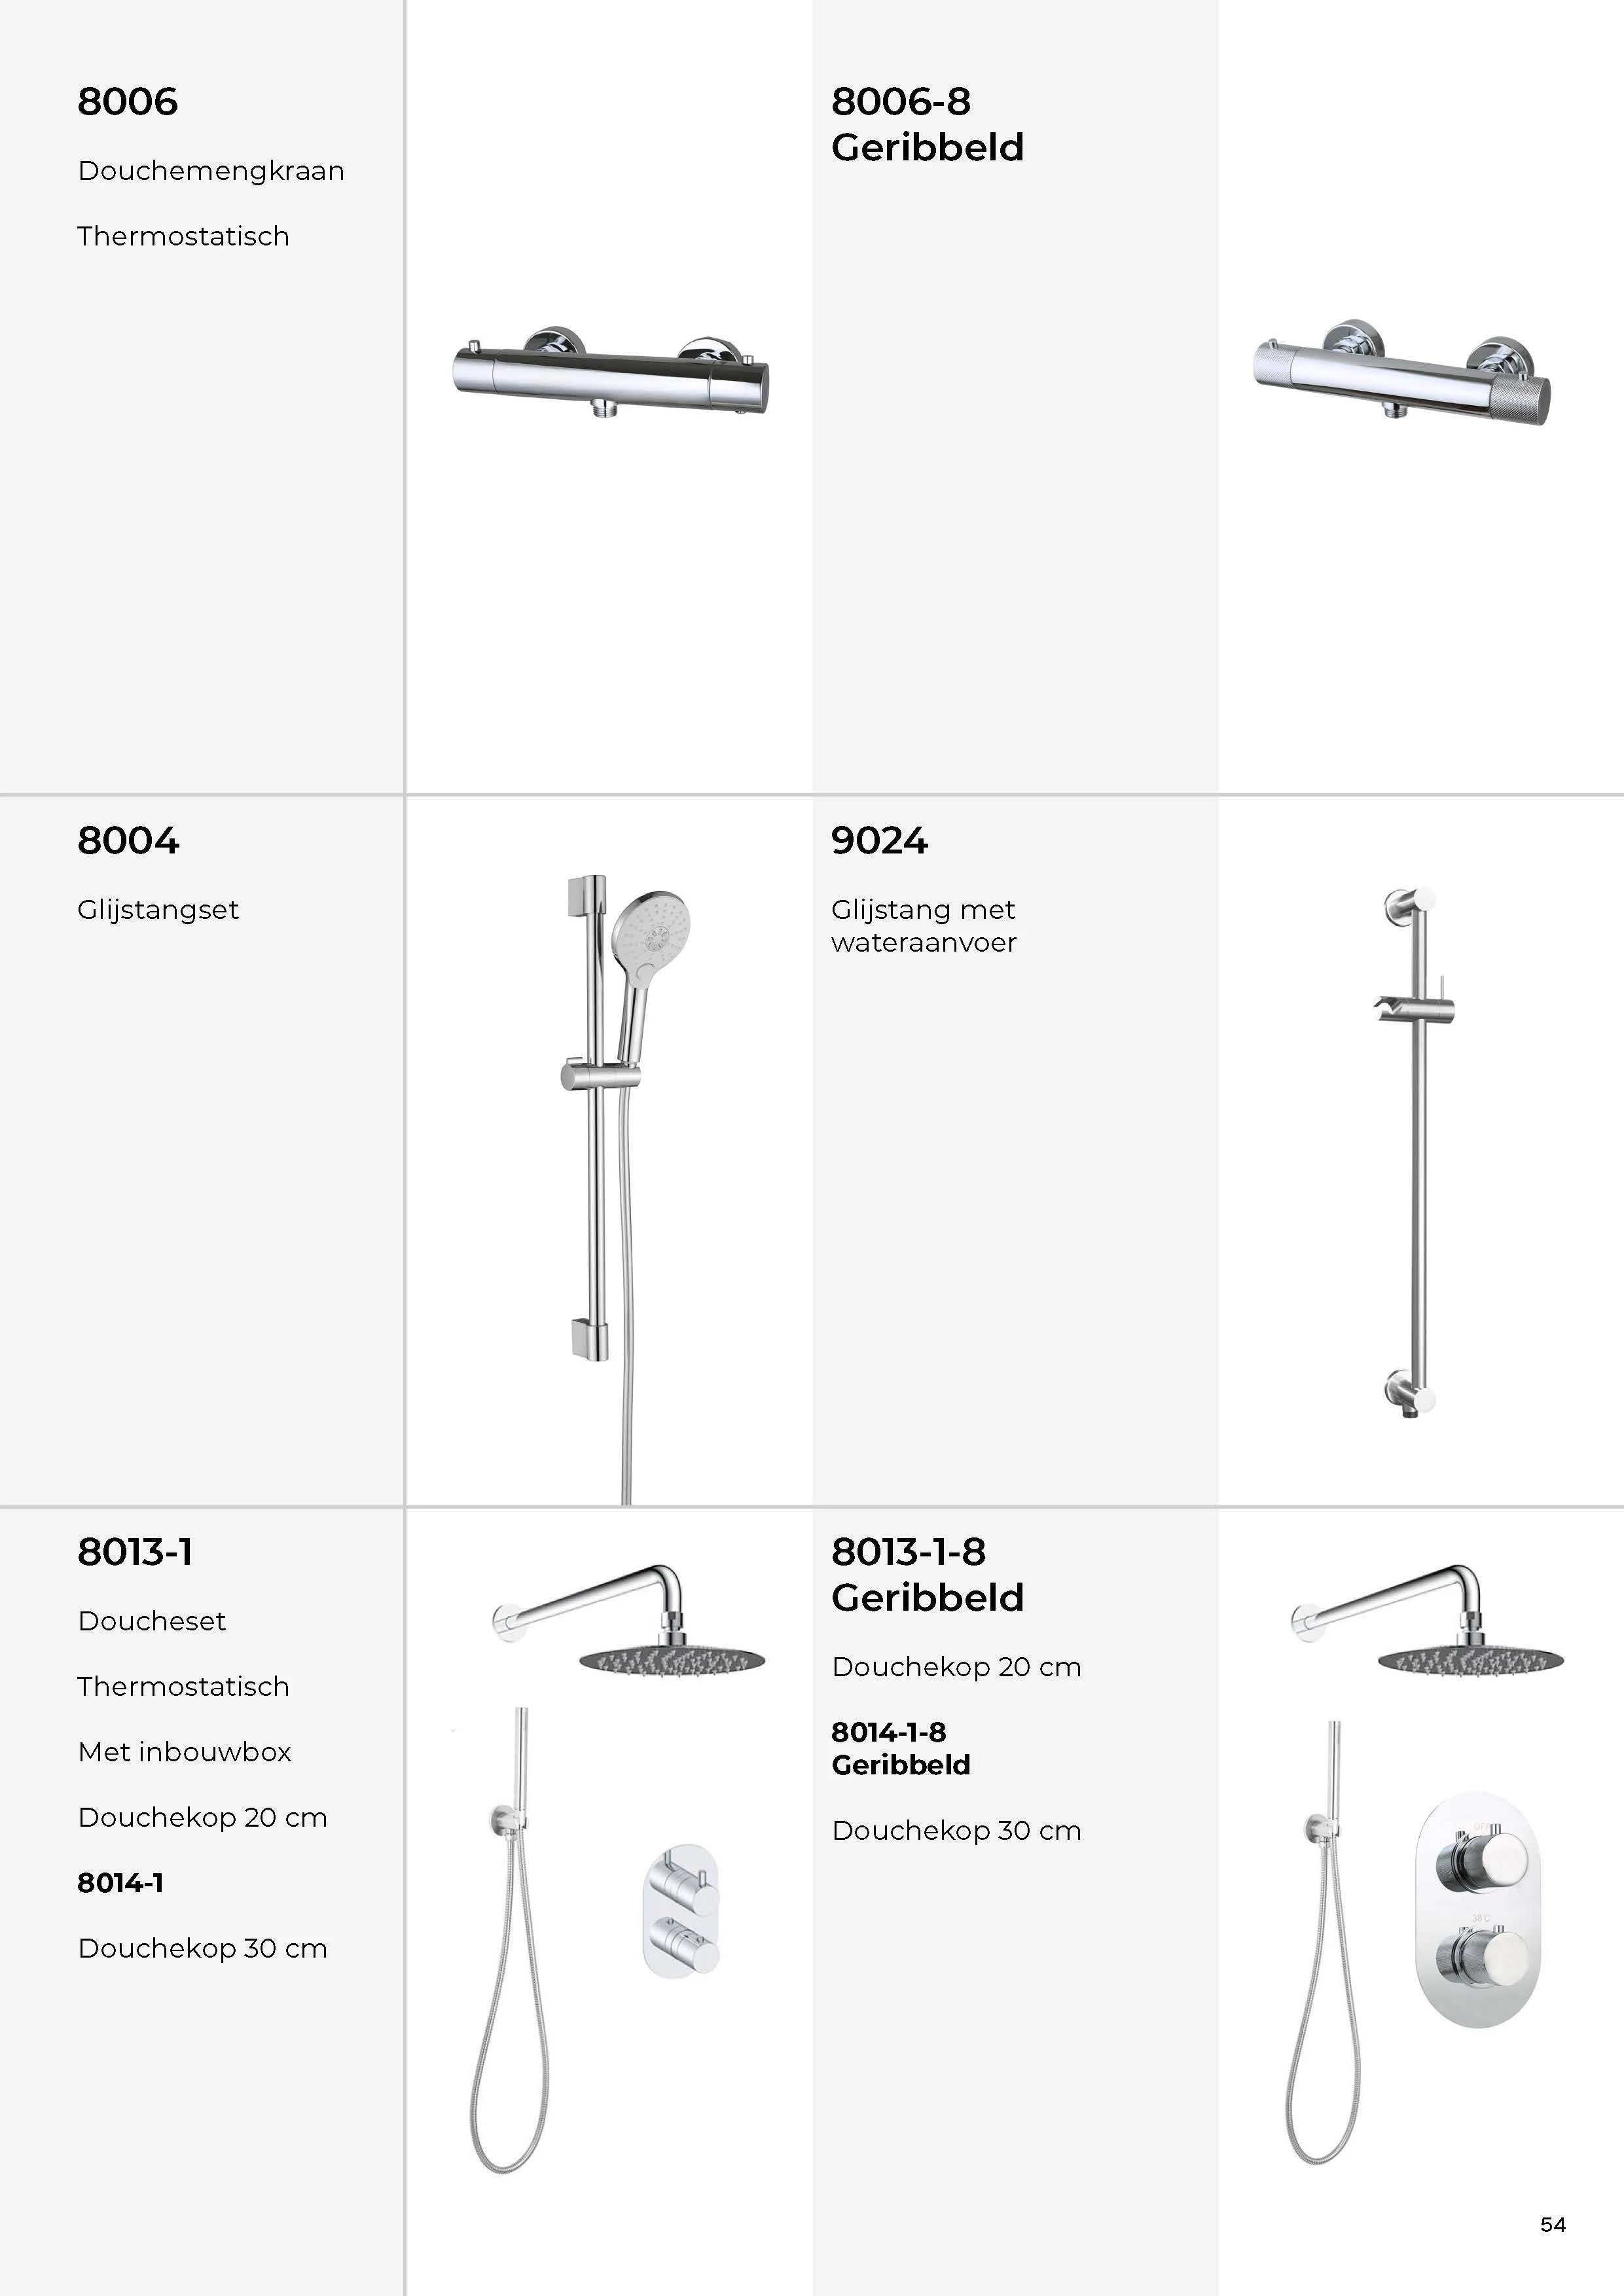 8006
Douchemengkraan
Thermostatisch
8006-8
Geribbeld
8004
Glijstangset
9024
Glijstang met
wateraanvoer
8013-1
Doucheset
Thermostatisch
Met inbouwbox
Douchekop 20 cm
8014-1
Douchekop 30 cm
8013-1-8
Geribbeld
Douchekop 20 cm
8014-1-8
Geribbeld
Douchekop 30 cm
OFF
38°C
54